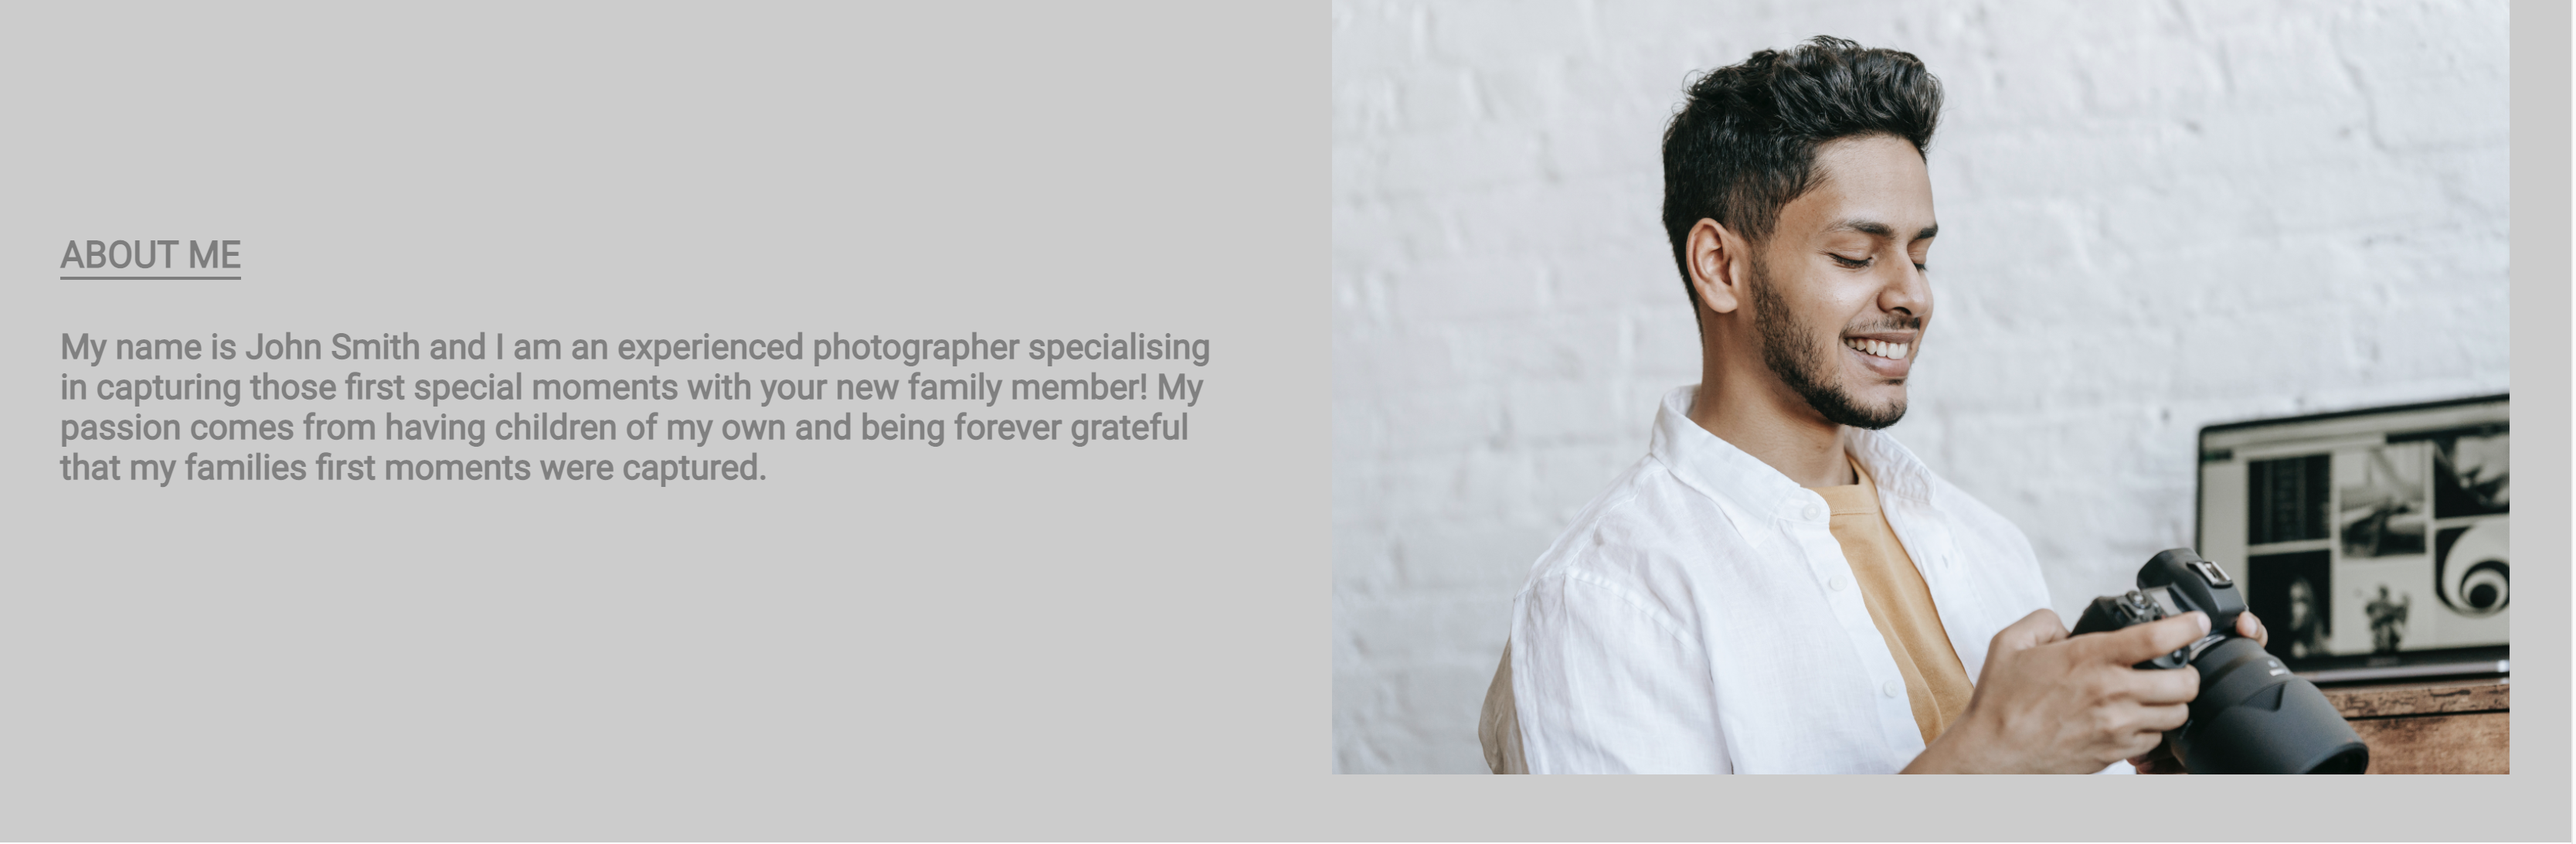 ABOUT ME
My name is John Smith and I am an experienced photographer specialising
in capturing those first special moments with your new family member! My
passion comes from having children of my own and being forever grateful
that my families first moments were captured.